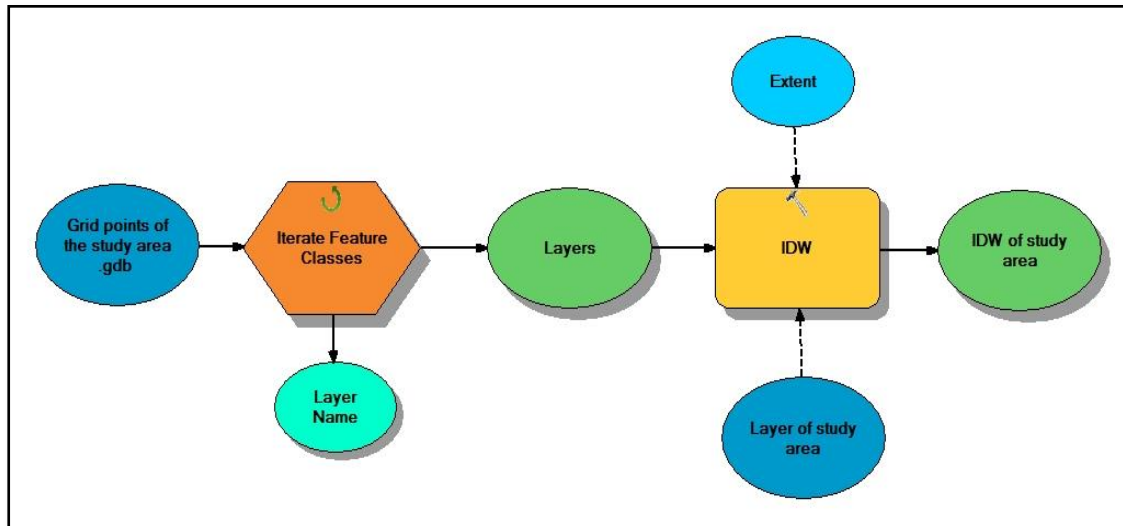 Extent
Grid points of
the study area
.gdb
Iterate Feature
Classes
Layers
IDW
IDW of study
area
Layer
Name
Layer of study
area